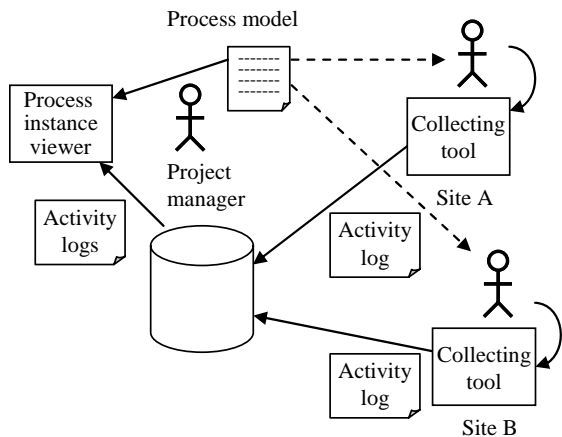 Process model
Process
instance
viewer
Project
manager
Collecting
tool
Site A
Activity
logs
Activity
log
Collecting
tool
Activity
log
Site B